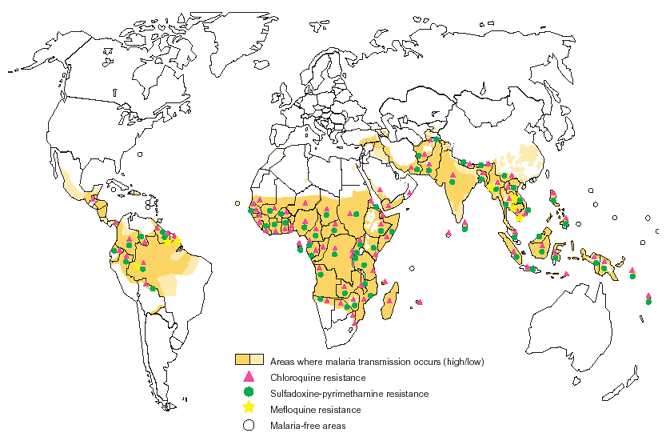 Areas where malaria transmission occurs (high/low)
Chloroquine resistance
Sulfadoxine-pyrimethamine resistance
Mefloquine resistance
Malaria-free areas